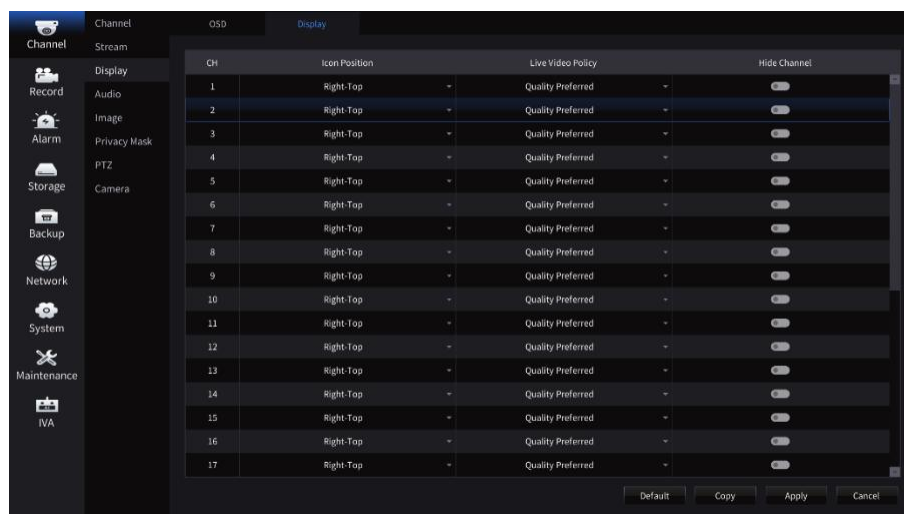 Channel
Record
Alarm
Storage
Backup
Network
System
Maintenance
IVA
Channel
Stream
Display
Audio
Image
Privacy Mask
PTZ
Camera
OSD Display
CH Icon Position Live Video Policy Hide Channel
1 Right-Top Quality Preferred
2 Right-Top Quality Preferred
3 Right-Top Quality Preferred
4 Right-Top Quality Preferred
5 Right-Top Quality Preferred
6 Right-Top Quality Preferred
7 Right-Top Quality Preferred
8 Right-Top Quality Preferred
9 Right-Top Quality Preferred
10 Right-Top Quality Preferred
11 Right-Top Quality Preferred
12 Right-Top Quality Preferred
13 Right-Top Quality Preferred
14 Right-Top Quality Preferred
15 Right-Top Quality Preferred
16 Right-Top Quality Preferred
17 Right-Top Quality Preferred
Default Copy Apply Cancel